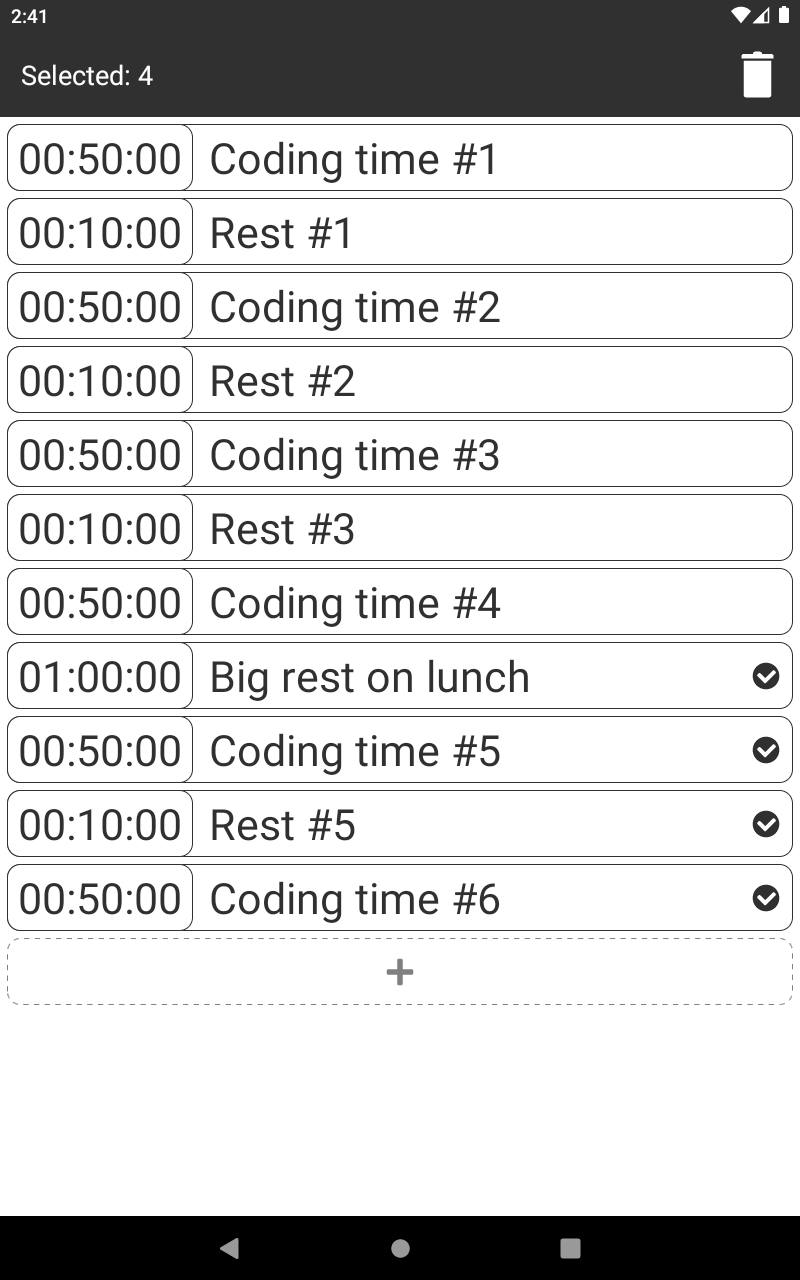 2:41
Selected: 4
00:50:00 Coding time #1
00:10:00 Rest #1
00:50:00 Coding time #2
00:10:00 Rest #2
00:50:00 Coding time #3
00:10:00 Rest #3
00:50:00 Coding time #4
01:00:00 Big rest on lunch
00:50:00 Coding time #5
00:10:00 Rest #5
00:50:00 Coding time #6